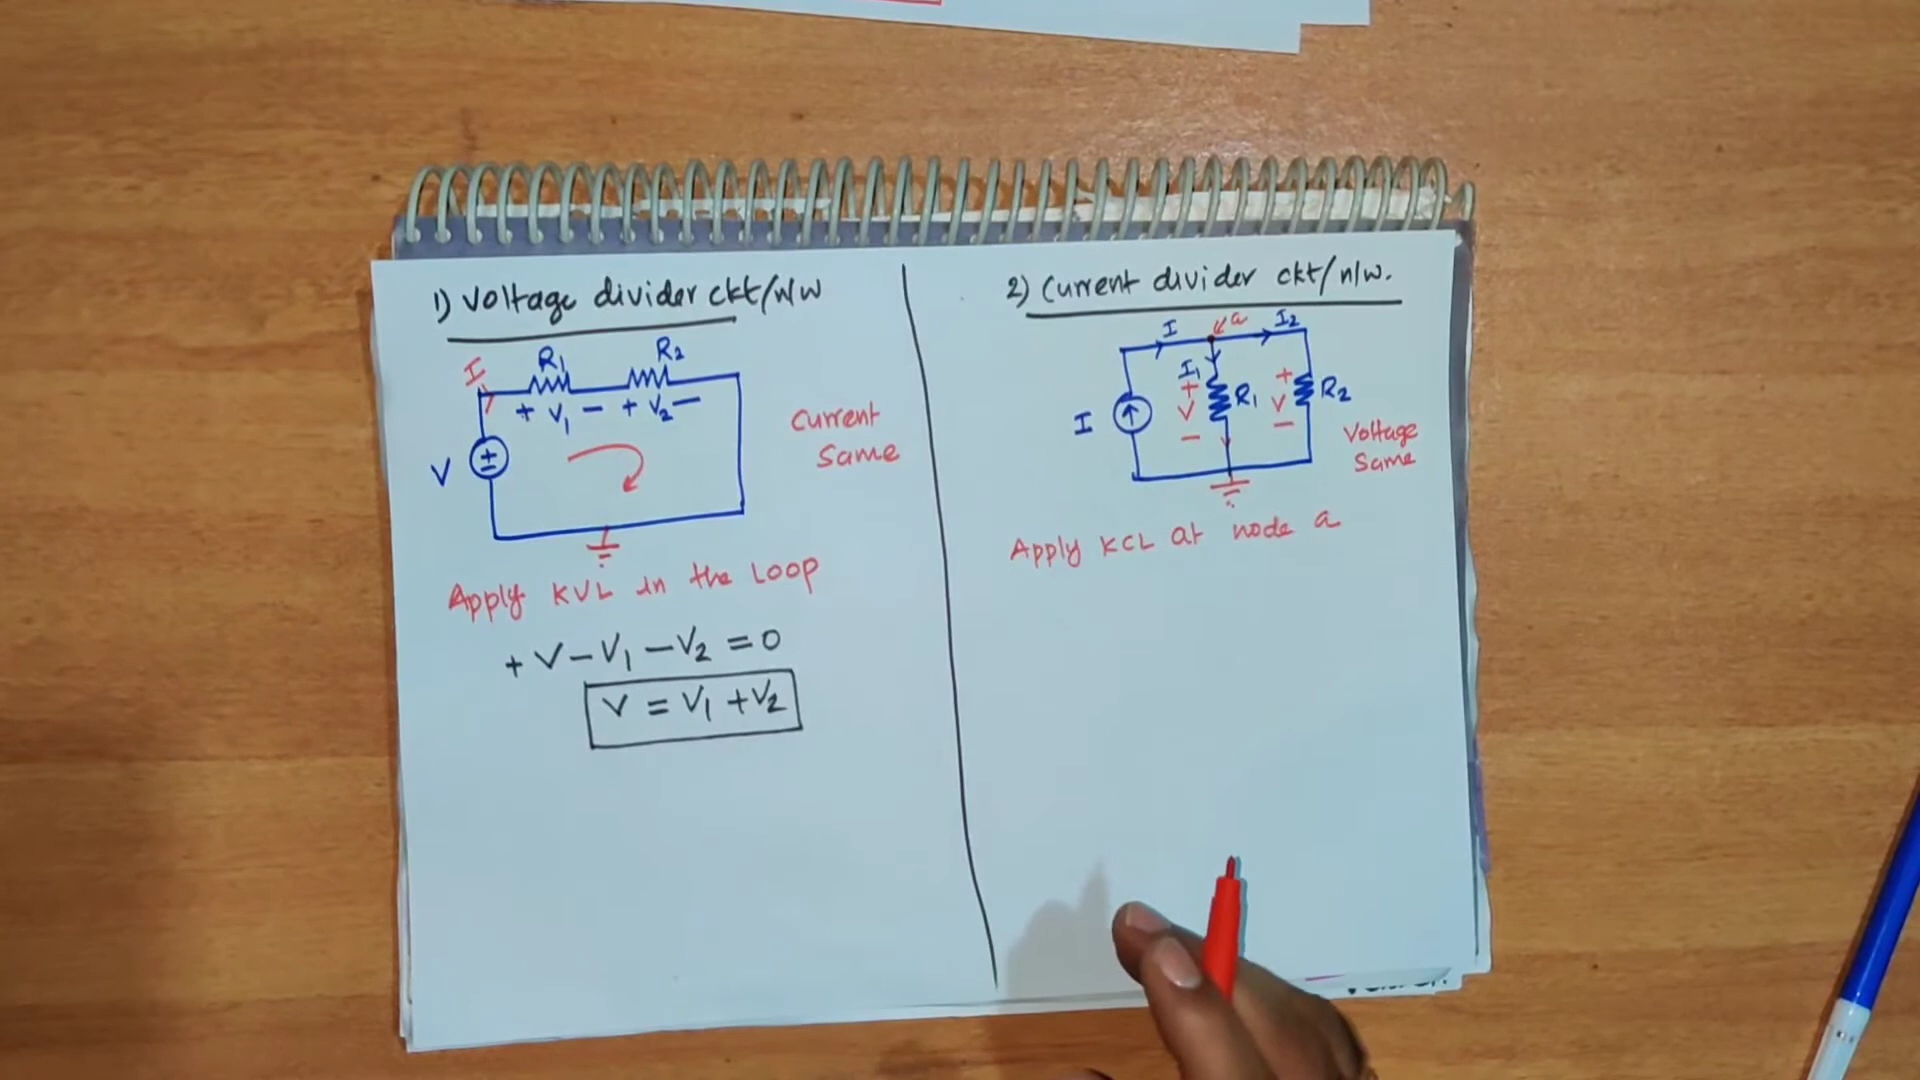 1) Voltage divider ckt/n/w
I
R1 R2
+ V1 - + V2 -
Current
Same
V
±
Apply KVL in the Loop
+ V - V1 - V2 = 0
V = V1 + V2
2) Current divider ckt/n/w.
I a I2
I1
+ +
I V R1 V R2
- -
Voltage
Same
Apply KCL at node a